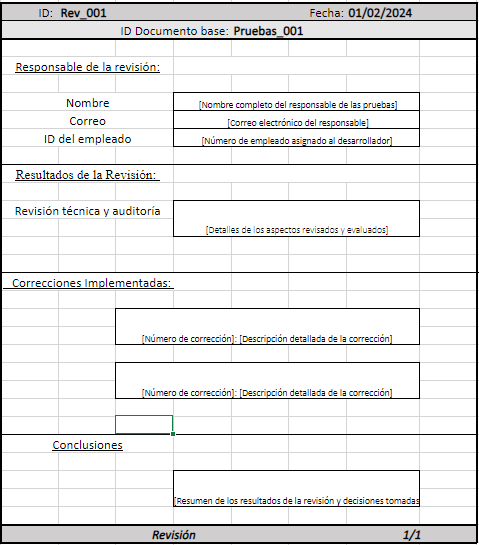 ID: Rev_001 Fecha: 01/02/2024
ID Documento base: Pruebas_001
Responsable de la revisión:
Nombre [Nombre completo del responsable de las pruebas]
Correo [Correo electrónico del responsable]
ID del empleado [Número de empleado asignado al desarrollador]
Resultados de la Revisión:
Revisión técnica y auditoría
[Detalles de los aspectos revisados y evaluados]
Correcciones Implementadas:
[Número de corrección]: [Descripción detallada de la corrección]
[Número de corrección]: [Descripción detallada de la corrección]
Conclusiones
[Resumen de los resultados de la revisión y decisiones tomadas
Revisión 1/1